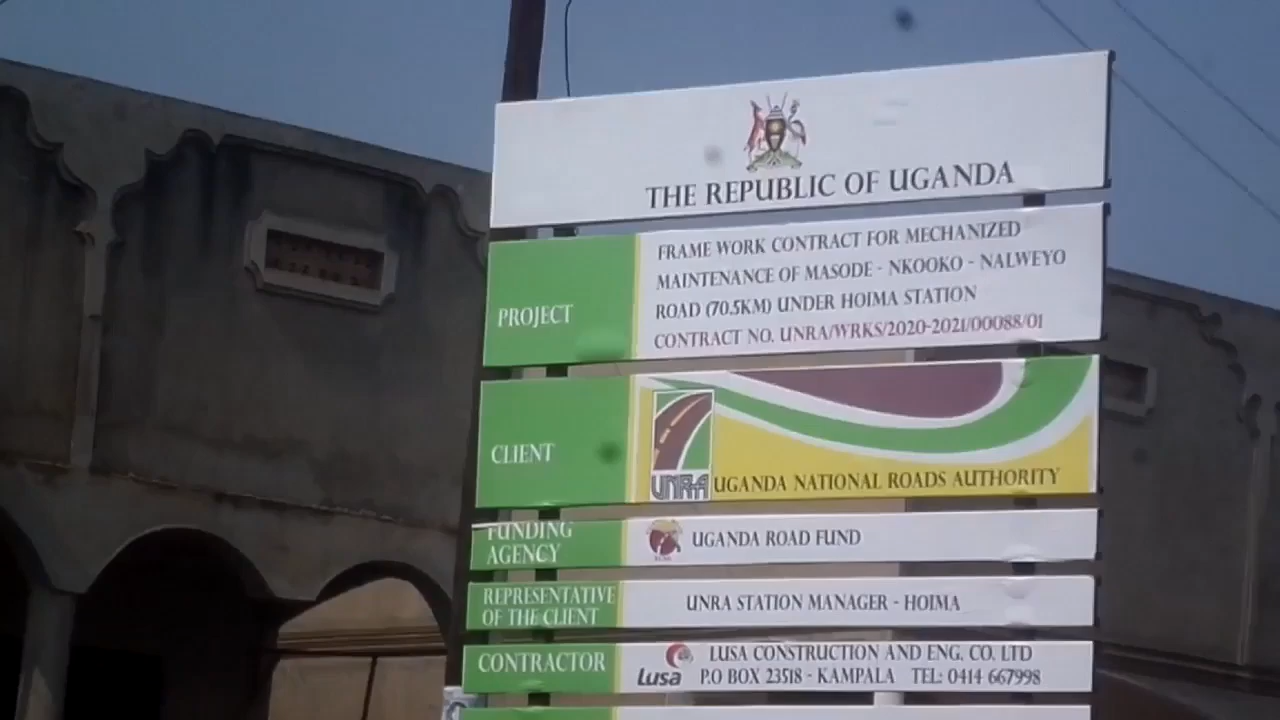 THE REPUBLIC OF UGANDA
PROJECT
FRAME WORK CONTRACT FOR MECHANIZED
MAINTENANCE OF MASODE - NKOOKO - NALWEYO
ROAD (70.5KM) UNDER HOIMA STATION
CONTRACT NO. UNRA/WRKS/2020-2021/00088/01
CLIENT
UNRA
UGANDA NATIONAL ROADS AUTHORITY
FUNDING
AGENCY
UGANDA ROAD FUND
REPRESENTATIVE
OF THE CLIENT
UNRA STATION MANAGER - HOIMA
CONTRACTOR
Lusa
LUSA CONSTRUCTION AND ENG. CO. LTD
P.O BOX 23518 - KAMPALA TEL: 0414 667998